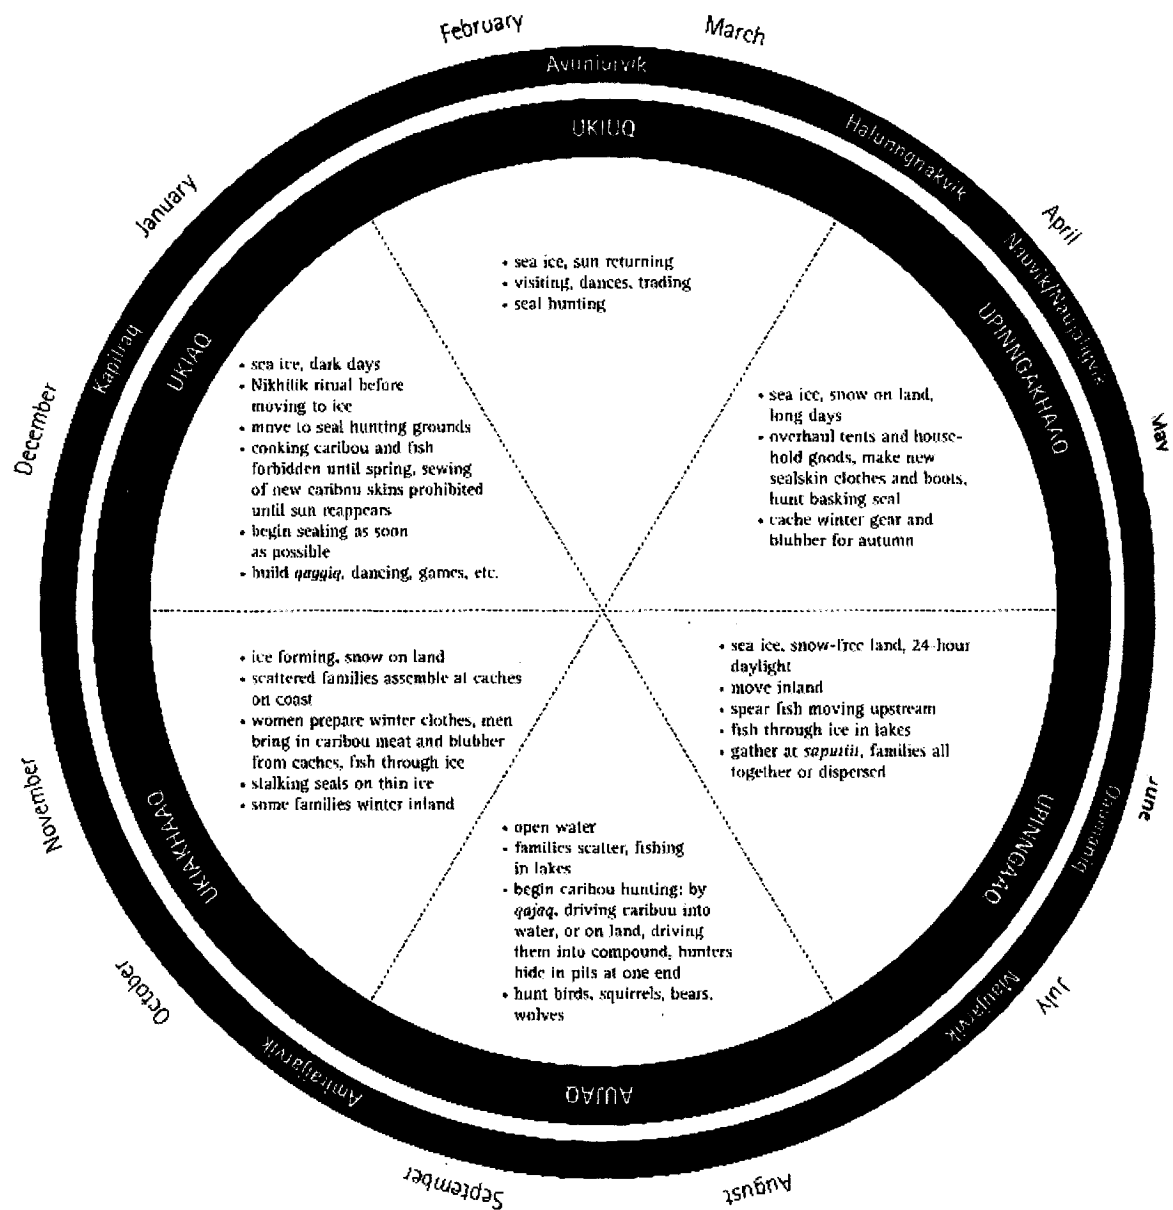 February
March
April
May
June
July
August
September
October
November
December
January
Avuniurvik
Halunngnakvik
Qaumaniq
Maujarvik
Amiraijarvik
Kapitraq
UKIUQ
UPINNGAKHAAQ
UPINNGAAQ
AUJAQ
UKIAKHAAQ
UKIAQ
• sea ice, sun returning
• visiting, dances, trading
• seal hunting
• sea ice, snow on land,
long days
• overhaul tents and house-
hold goods, make new
sealskin clothes and boots,
hunt basking seal
• cache winter gear and
blubber for autumn
• sea ice, snow-free land, 24-hour
daylight
• move inland
• spear fish moving upstream
• fish through ice in lakes
• gather at saputit, families all
together or dispersed
• open water
• families scatter, fishing
in lakes
• begin caribou hunting: by
qajaq, driving caribou into
water, or on land, driving
them into compound, hunters
hide in pits at one end
• hunt birds, squirrels, bears,
wolves
• ice forming, snow on land
• scattered families assemble at caches
on coast
• women prepare winter clothes, men
bring in caribou meat and blubber
from caches, fish through ice
• stalking seals on thin ice
• some families winter inland
• sea ice, dark days
• Nikhilik ritual before
moving to ice
• move to seal hunting grounds
• cooking caribou and fish
forbidden until spring, sewing
of new caribou skins prohibited
until sun reappears
• begin sealing as soon
as possible
• build qaggiq, dancing, games, etc.